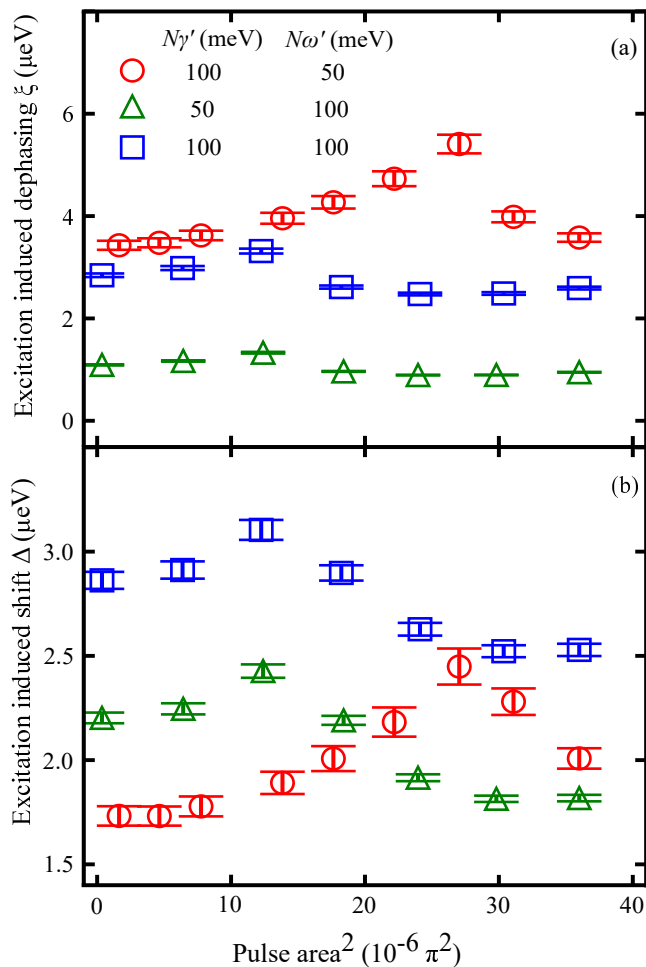 Nγ′ (meV) Nω′ (meV) (a)
100 50
50 100
100 100
Excitation induced dephasing ξ (μeV)
6
4
2
0
(b)
Excitation induced shift Δ (μeV)
3.0
2.5
2.0
1.5
0 10 20 30 40
Pulse area² (10⁻⁶ π²)